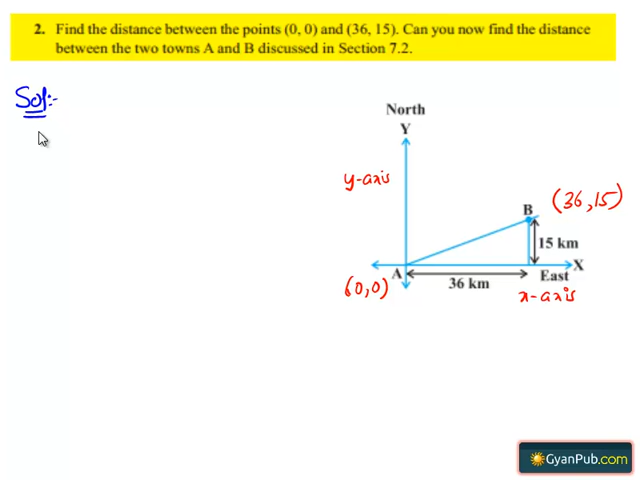 2. Find the distance between the points (0, 0) and (36, 15). Can you now find the distance
between the two towns A and B discussed in Section 7.2.
Sol:-
North
Y
y-axis
B (36,15)
15 km
A 36 km East X
(0,0) x-axis
GyanPub.com